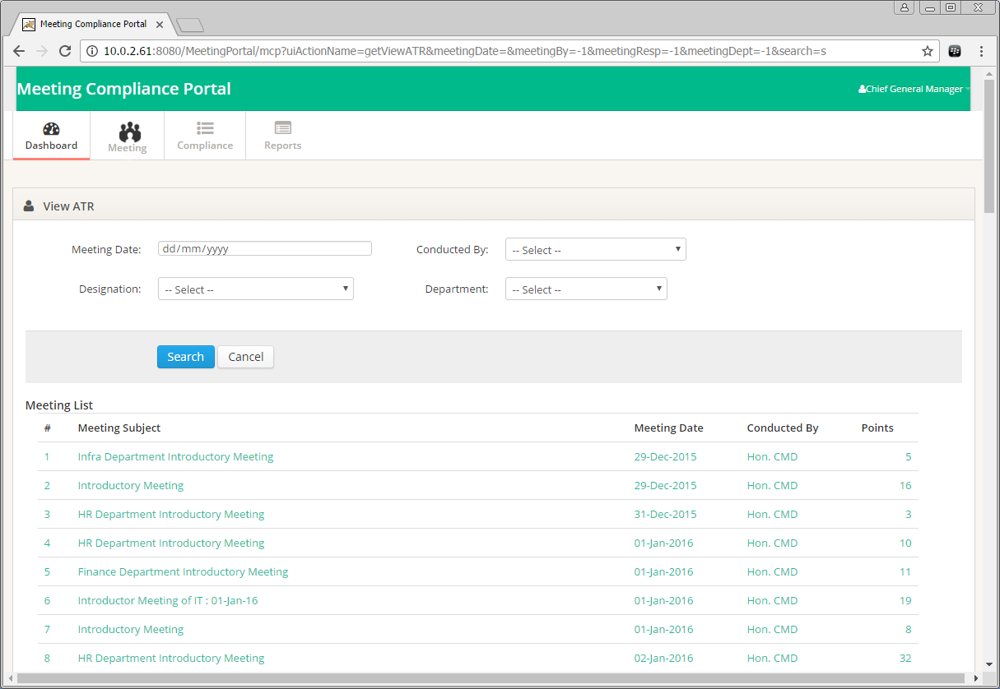 Meeting Compliance Portal
10.0.2.61:8080/MeetingPortal/mcp?uiActionName=getViewATR&meetingDate=&meetingBy=-1&meetingResp=-1&meetingDept=-1&search=s
Meeting Compliance Portal Chief General Manager
Dashboard Meeting Compliance Reports
View ATR
Meeting Date: dd/mm/yyyy Conducted By: -- Select --
Designation: -- Select -- Department: -- Select --
Search Cancel
Meeting List
# Meeting Subject Meeting Date Conducted By Points
1 Infra Department Introductory Meeting 29-Dec-2015 Hon. CMD 5
2 Introductory Meeting 29-Dec-2015 Hon. CMD 16
3 HR Department Introductory Meeting 31-Dec-2015 Hon. CMD 3
4 HR Department Introductory Meeting 01-Jan-2016 Hon. CMD 10
5 Finance Department Introductory Meeting 01-Jan-2016 Hon. CMD 11
6 Introductor Meeting of IT : 01-Jan-16 01-Jan-2016 Hon. CMD 19
7 Introductory Meeting 01-Jan-2016 Hon. CMD 8
8 HR Department Introductory Meeting 02-Jan-2016 Hon. CMD 32